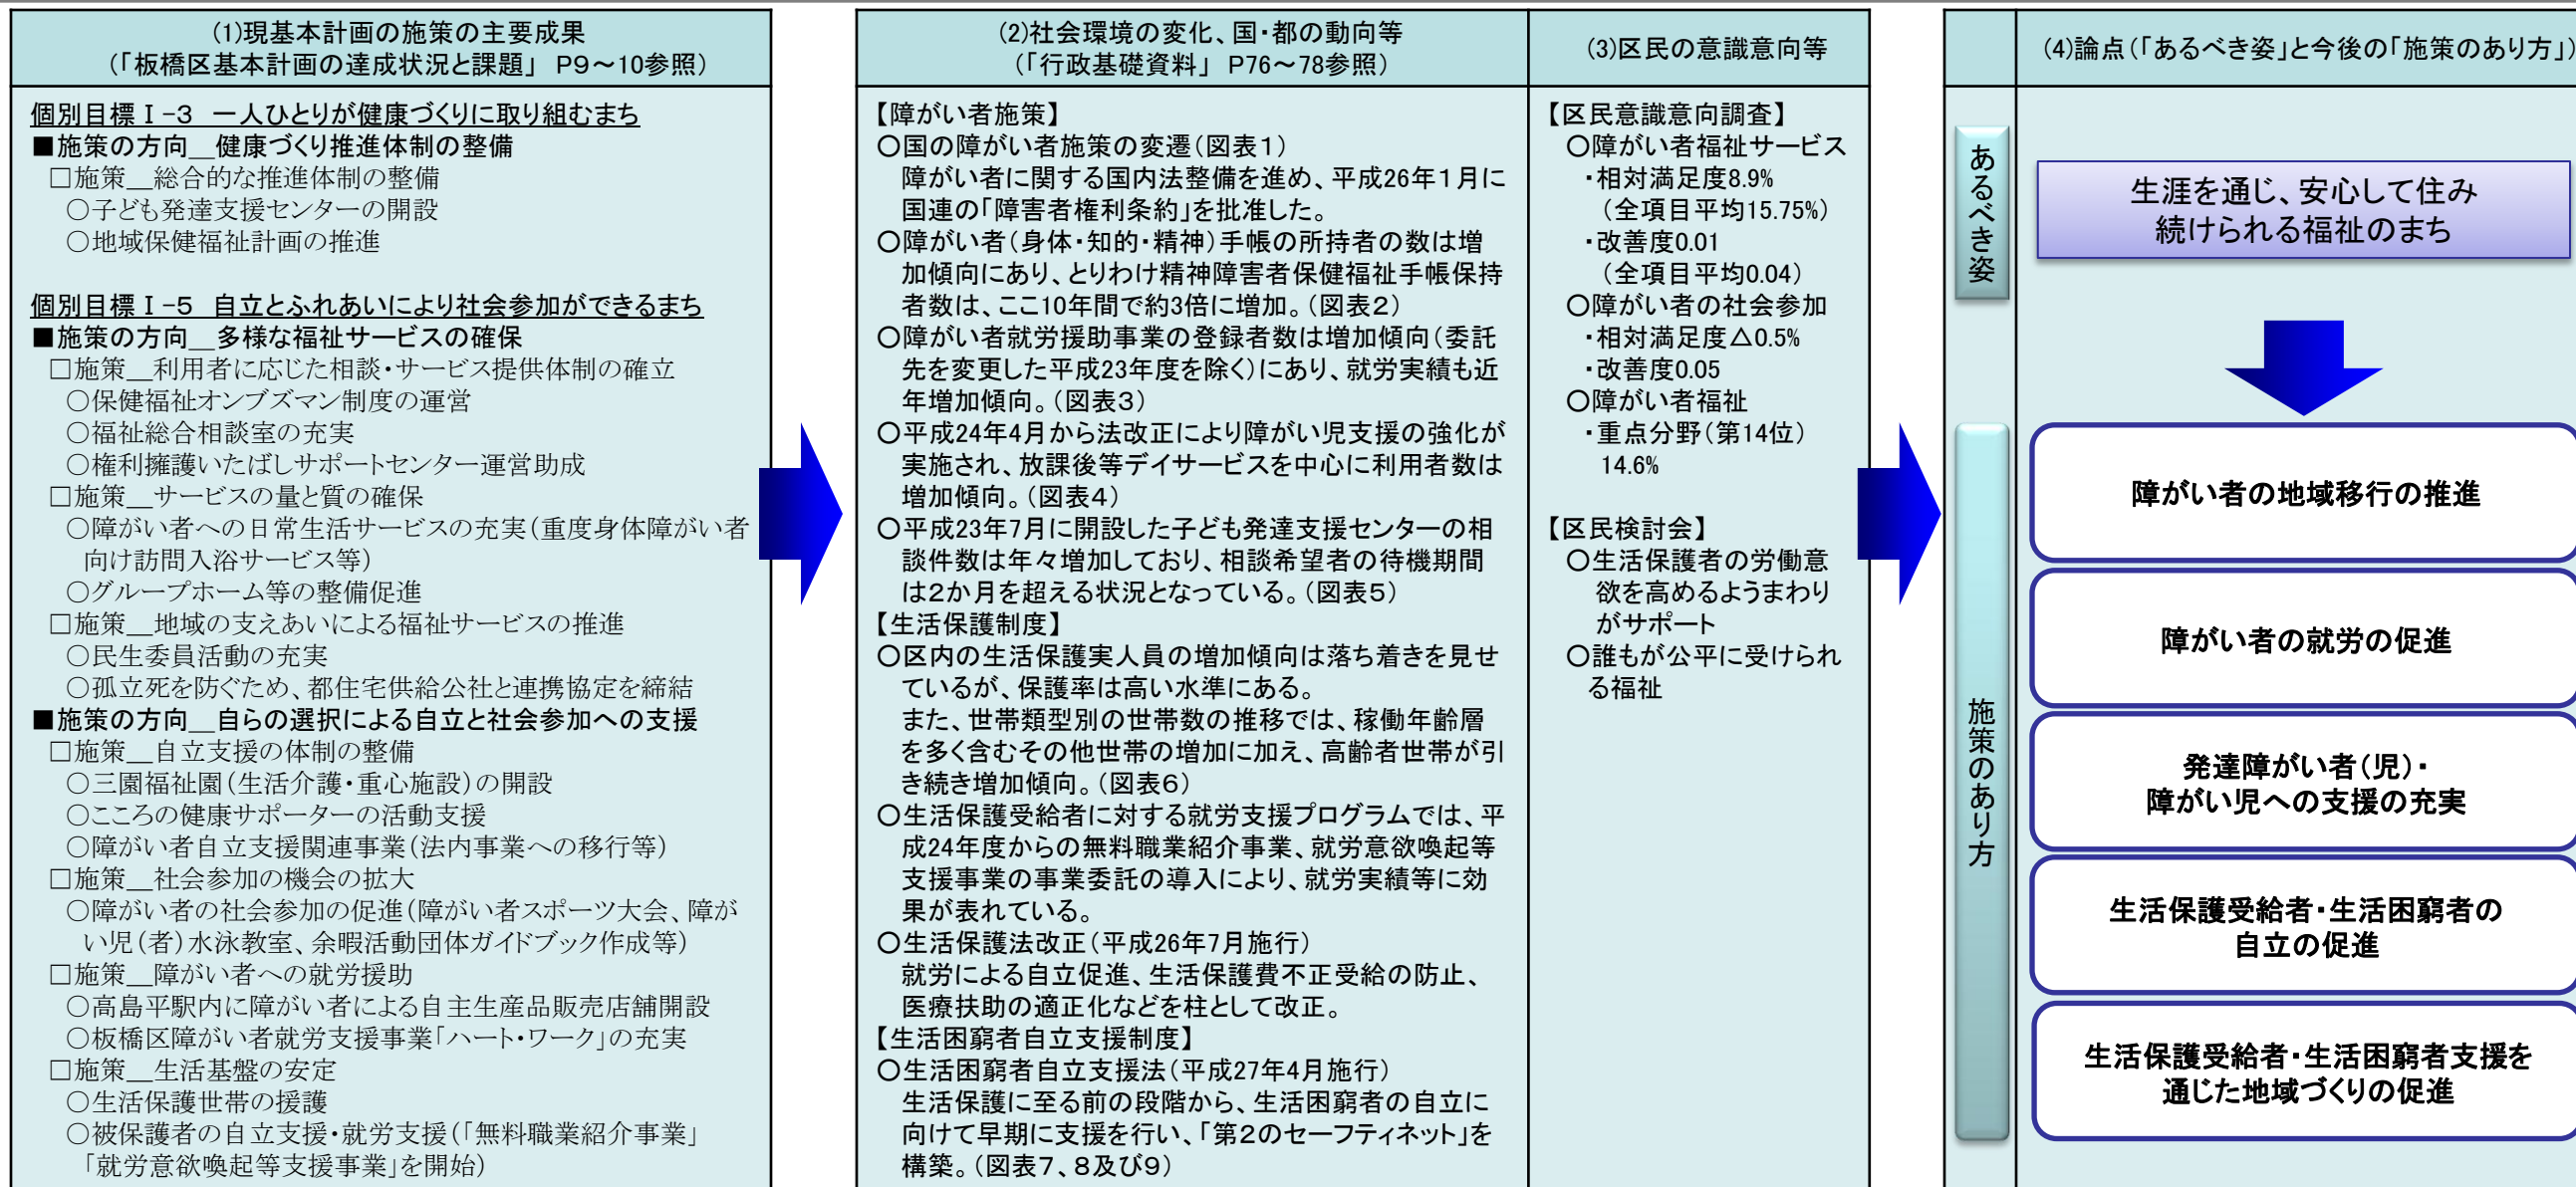 (1)現基本計画の施策の主要成果
(「板橋区基本計画の達成状況と課題」 P9～10参照)
個別目標Ⅰ-3 一人ひとりが健康づくりに取り組むまち
■施策の方向__健康づくり推進体制の整備
□施策__総合的な推進体制の整備
○子ども発達支援センターの開設
○地域保健福祉計画の推進
個別目標Ⅰ-5 自立とふれあいにより社会参加ができるまち
■施策の方向__多様な福祉サービスの確保
□施策__利用者に応じた相談・サービス提供体制の確立
○保健福祉オンブズマン制度の運営
○福祉総合相談室の充実
○権利擁護いたばしサポートセンター運営助成
□施策__サービスの量と質の確保
○障がい者への日常生活サービスの充実(重度身体障がい者
向け訪問入浴サービス等)
○グループホーム等の整備促進
□施策__地域の支えあいによる福祉サービスの推進
○民生委員活動の充実
○孤立死を防ぐため、都住宅供給公社と連携協定を締結
■施策の方向__自らの選択による自立と社会参加への支援
□施策__自立支援の体制の整備
○三園福祉園(生活介護・重心施設)の開設
○こころの健康サポーターの活動支援
○障がい者自立支援関連事業(法内事業への移行等)
□施策__社会参加の機会の拡大
○障がい者の社会参加の促進(障がい者スポーツ大会、障が
い児(者)水泳教室、余暇活動団体ガイドブック作成等)
□施策__障がい者への就労援助
○高島平駅内に障がい者による自主生産品販売店舗開設
○板橋区障がい者就労支援事業「ハート・ワーク」の充実
□施策__生活基盤の安定
○生活保護世帯の援護
○被保護者の自立支援・就労支援(「無料職業紹介事業」
「就労意欲喚起等支援事業」を開始)
(2)社会環境の変化、国・都の動向等
(「行政基礎資料」 P76～78参照)
【障がい者施策】
○国の障がい者施策の変遷(図表1)
障がい者に関する国内法整備を進め、平成26年1月に
国連の「障害者権利条約」を批准した。
○障がい者(身体・知的・精神)手帳の所持者の数は増
加傾向にあり、とりわけ精神障害者保健福祉手帳保持
者数は、ここ10年間で約3倍に増加。(図表2)
○障がい者就労援助事業の登録者数は増加傾向(委託
先を変更した平成23年度を除く)にあり、就労実績も近
年増加傾向。(図表3)
○平成24年4月から法改正により障がい児支援の強化が
実施され、放課後等デイサービスを中心に利用者数は
増加傾向。(図表4)
○平成23年7月に開設した子ども発達支援センターの相
談件数は年々増加しており、相談希望者の待機期間
は2か月を超える状況となっている。(図表5)
【生活保護制度】
○区内の生活保護実人員の増加傾向は落ち着きを見せ
ているが、保護率は高い水準にある。
また、世帯類型別の世帯数の推移では、稼働年齢層
を多く含むその他世帯の増加に加え、高齢者世帯が引
き続き増加傾向。(図表6)
○生活保護受給者に対する就労支援プログラムでは、平
成24年度からの無料職業紹介事業、就労意欲喚起等
支援事業の事業委託の導入により、就労実績等に効
果が表れている。
○生活保護法改正(平成26年7月施行)
就労による自立促進、生活保護費不正受給の防止、
医療扶助の適正化などを柱として改正。
【生活困窮者自立支援制度】
○生活困窮者自立支援法(平成27年4月施行)
生活保護に至る前の段階から、生活困窮者の自立に
向けて早期に支援を行い、「第2のセーフティネット」を
構築。(図表7、8及び9)
(3)区民の意識意向等
【区民意識意向調査】
○障がい者福祉サービス
・相対満足度8.9%
(全項目平均15.75%)
・改善度0.01
(全項目平均0.04)
○障がい者の社会参加
・相対満足度△0.5%
・改善度0.05
○障がい者福祉
・重点分野(第14位)
14.6%
【区民検討会】
○生活保護者の労働意
欲を高めるようまわり
がサポート
○誰もが公平に受けられ
る福祉
(4)論点(「あるべき姿」と今後の「施策のあり方」)
あるべき姿
生涯を通じ、安心して住み
続けられる福祉のまち
施策のあり方
障がい者の地域移行の推進
障がい者の就労の促進
発達障がい者(児)・
障がい児への支援の充実
生活保護受給者・生活困窮者の
自立の促進
生活保護受給者・生活困窮者支援を
通じた地域づくりの促進